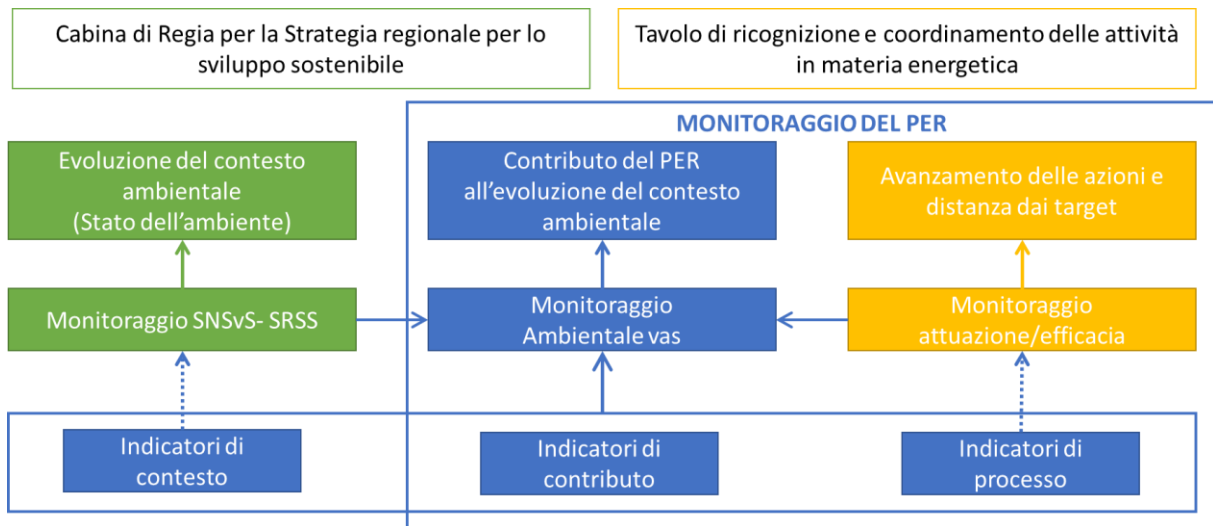 Cabina di Regia per la Strategia regionale per lo
sviluppo sostenibile
Tavolo di ricognizione e coordinamento delle attività
in materia energetica
MONITORAGGIO DEL PER
Evoluzione del contesto
ambientale
(Stato dell’ambiente)
Contributo del PER
all’evoluzione del contesto
ambientale
Avanzamento delle azioni e
distanza dai target
Monitoraggio SNSvS- SRSS
Monitoraggio
Ambientale vas
Monitoraggio
attuazione/efficacia
Indicatori di
contesto
Indicatori di
contributo
Indicatori di
processo